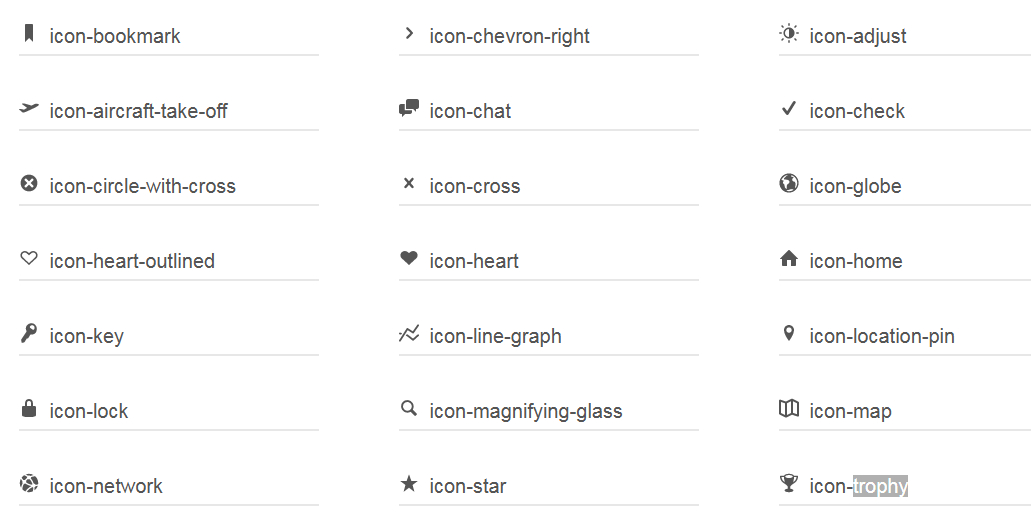 icon-bookmark
icon-chevron-right
icon-adjust
icon-aircraft-take-off
icon-chat
icon-check
icon-circle-with-cross
icon-cross
icon-globe
icon-heart-outlined
icon-heart
icon-home
icon-key
icon-line-graph
icon-location-pin
icon-lock
icon-magnifying-glass
icon-map
icon-network
icon-star
icon-trophy